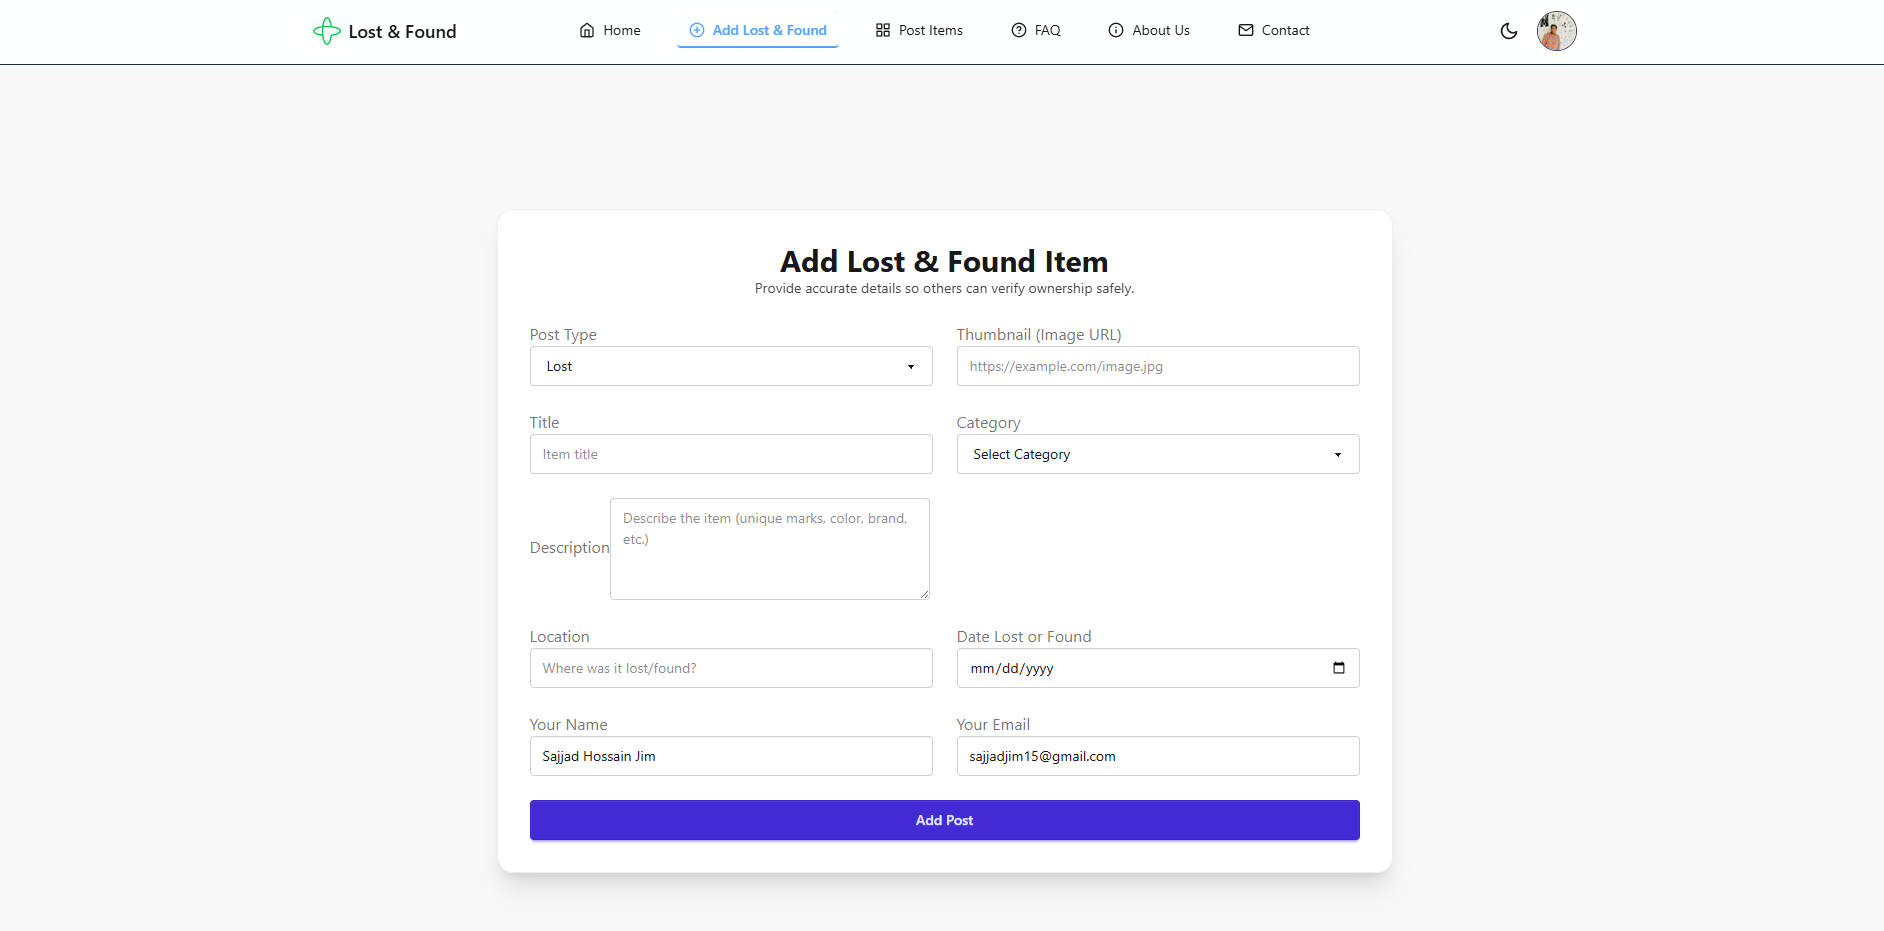 Lost & Found
Home
Add Lost & Found
Post Items
FAQ
About Us
Contact
Add Lost & Found Item
Provide accurate details so others can verify ownership safely.
Post Type
Thumbnail (Image URL)
Lost
https://example.com/image.jpg
Title
Category
Item title
Select Category
Description
Describe the item (unique marks, color, brand,
etc.)
Location
Date Lost or Found
Where was it lost/found?
mm/dd/yyyy
Your Name
Your Email
Sajjad Hossain Jim
sajjadjim15@gmail.com
Add Post